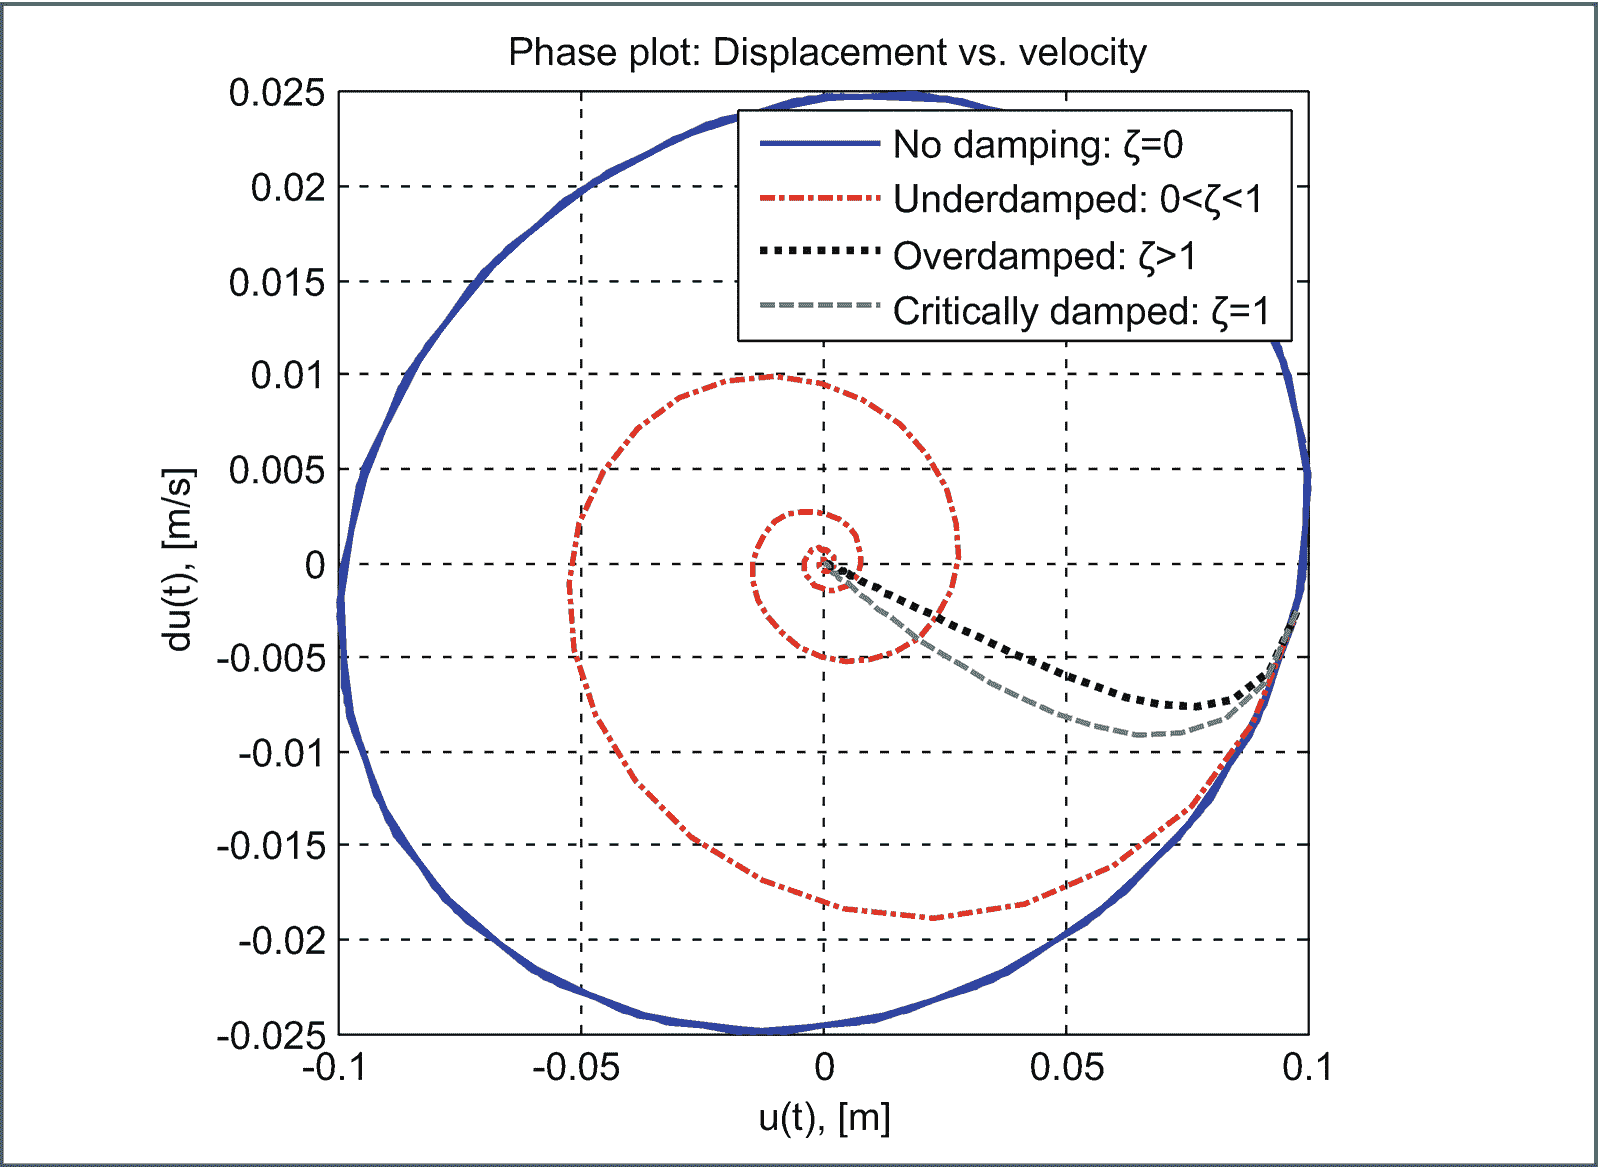 Phase plot: Displacement vs. velocity
0.025
0.02
0.015
0.01
0.005
0
-0.005
-0.01
-0.015
-0.02
-0.025
du(t), [m/s]
No damping: ζ=0
Underdamped: 0<ζ<1
Overdamped: ζ>1
Critically damped: ζ=1
-0.1 -0.05 0 0.05 0.1
u(t), [m]